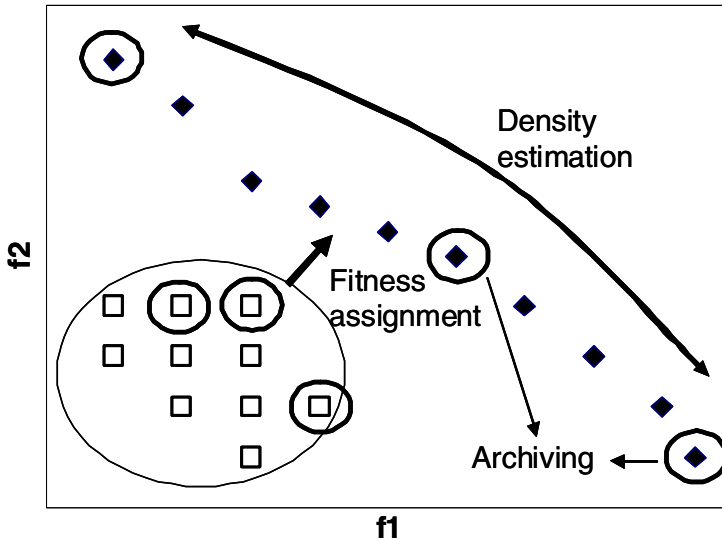 Density
estimation
f2
Fitness
assignment
Archiving
f1